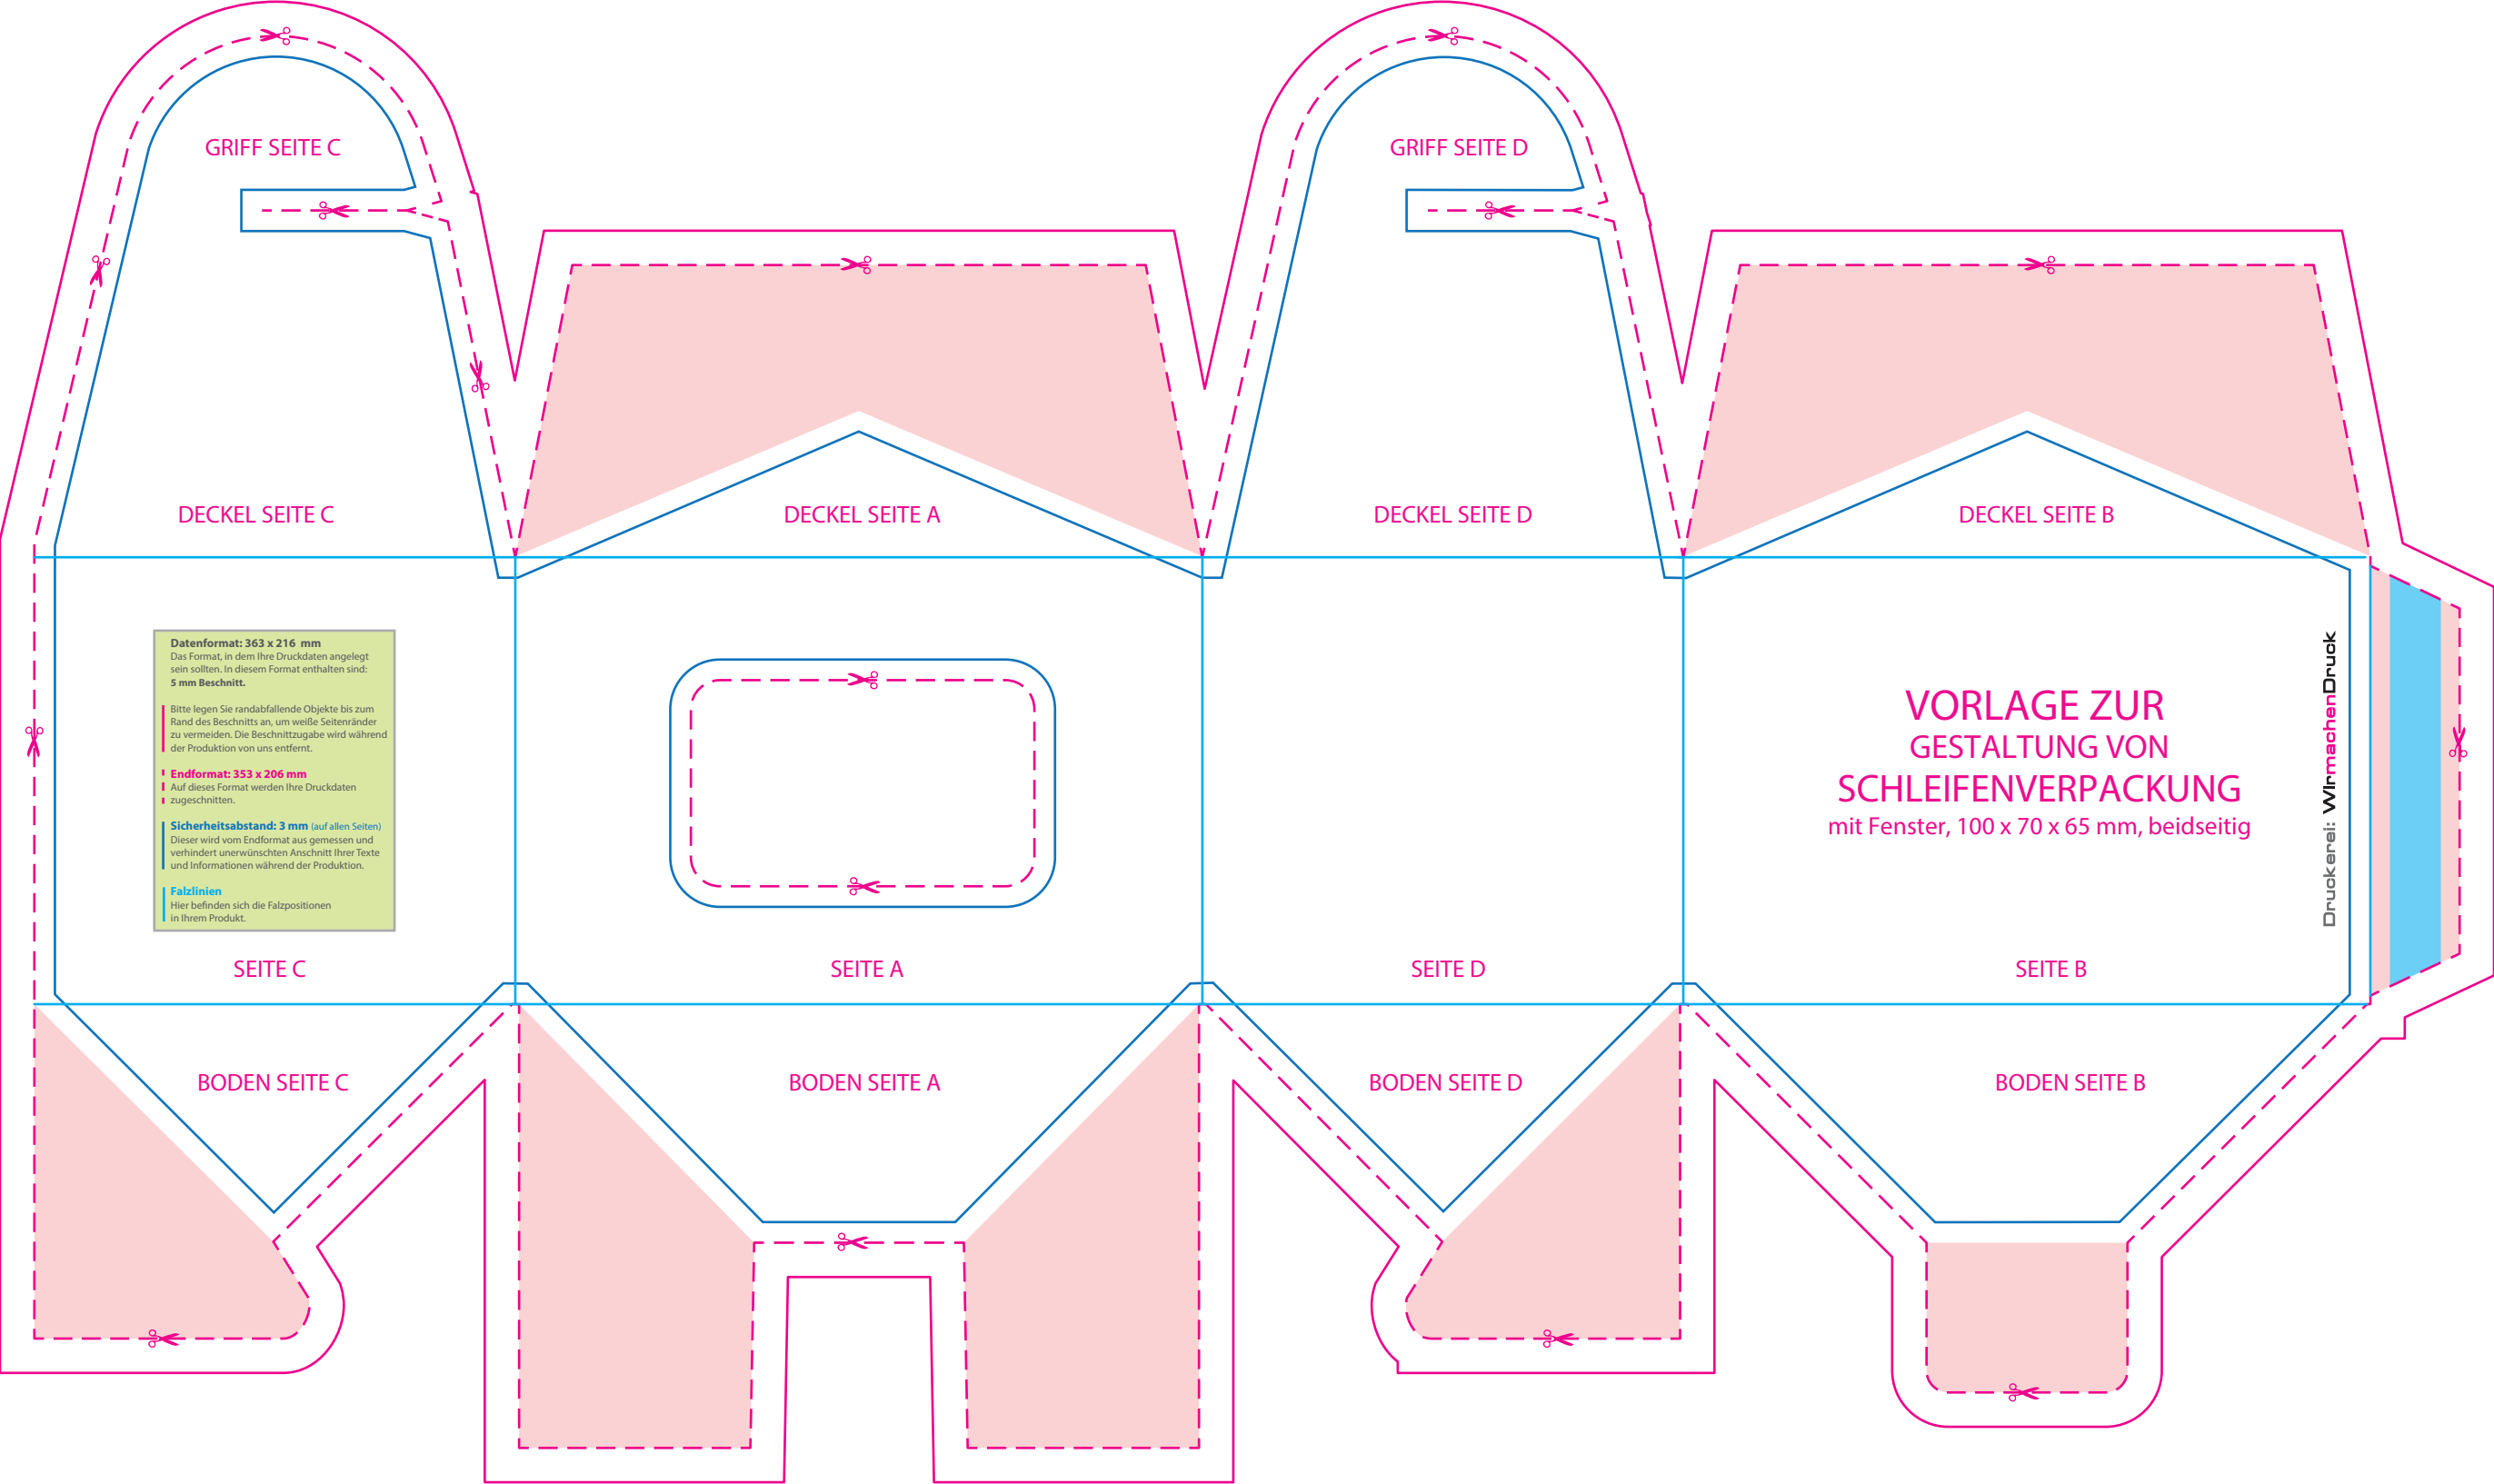 GRIFF SEITE C
GRIFF SEITE D
DECKEL SEITE C
DECKEL SEITE A
DECKEL SEITE D
DECKEL SEITE B
Datenformat: 363 x 216 mm
Das Format, in dem Ihre Druckdaten angelegt
sein sollten. In diesem Format enthalten sind:
5 mm Beschnitt.
Bitte legen Sie randabfallende Objekte bis zum
Rand des Beschnitts an, um weiße Seitenränder
zu vermeiden. Die Beschnittzugabe wird während
der Produktion von uns entfernt.
Endformat: 353 x 206 mm
Auf dieses Format werden Ihre Druckdaten
zugeschnitten.
Sicherheitsabstand: 3 mm (auf allen Seiten)
Dieser wird vom Endformat aus gemessen und
verhindert unerwünschten Anschnitt Ihrer Texte
und Informationen während der Produktion.
Falzlinien
Hier befinden sich die Falzpositionen
in Ihrem Produkt.
VORLAGE ZUR
GESTALTUNG VON
SCHLEIFENVERPACKUNG
mit Fenster, 100 x 70 x 65 mm, beidseitig
Druckerei: WIrmachenDruck
SEITE C
SEITE A
SEITE D
SEITE B
BODEN SEITE C
BODEN SEITE A
BODEN SEITE D
BODEN SEITE B